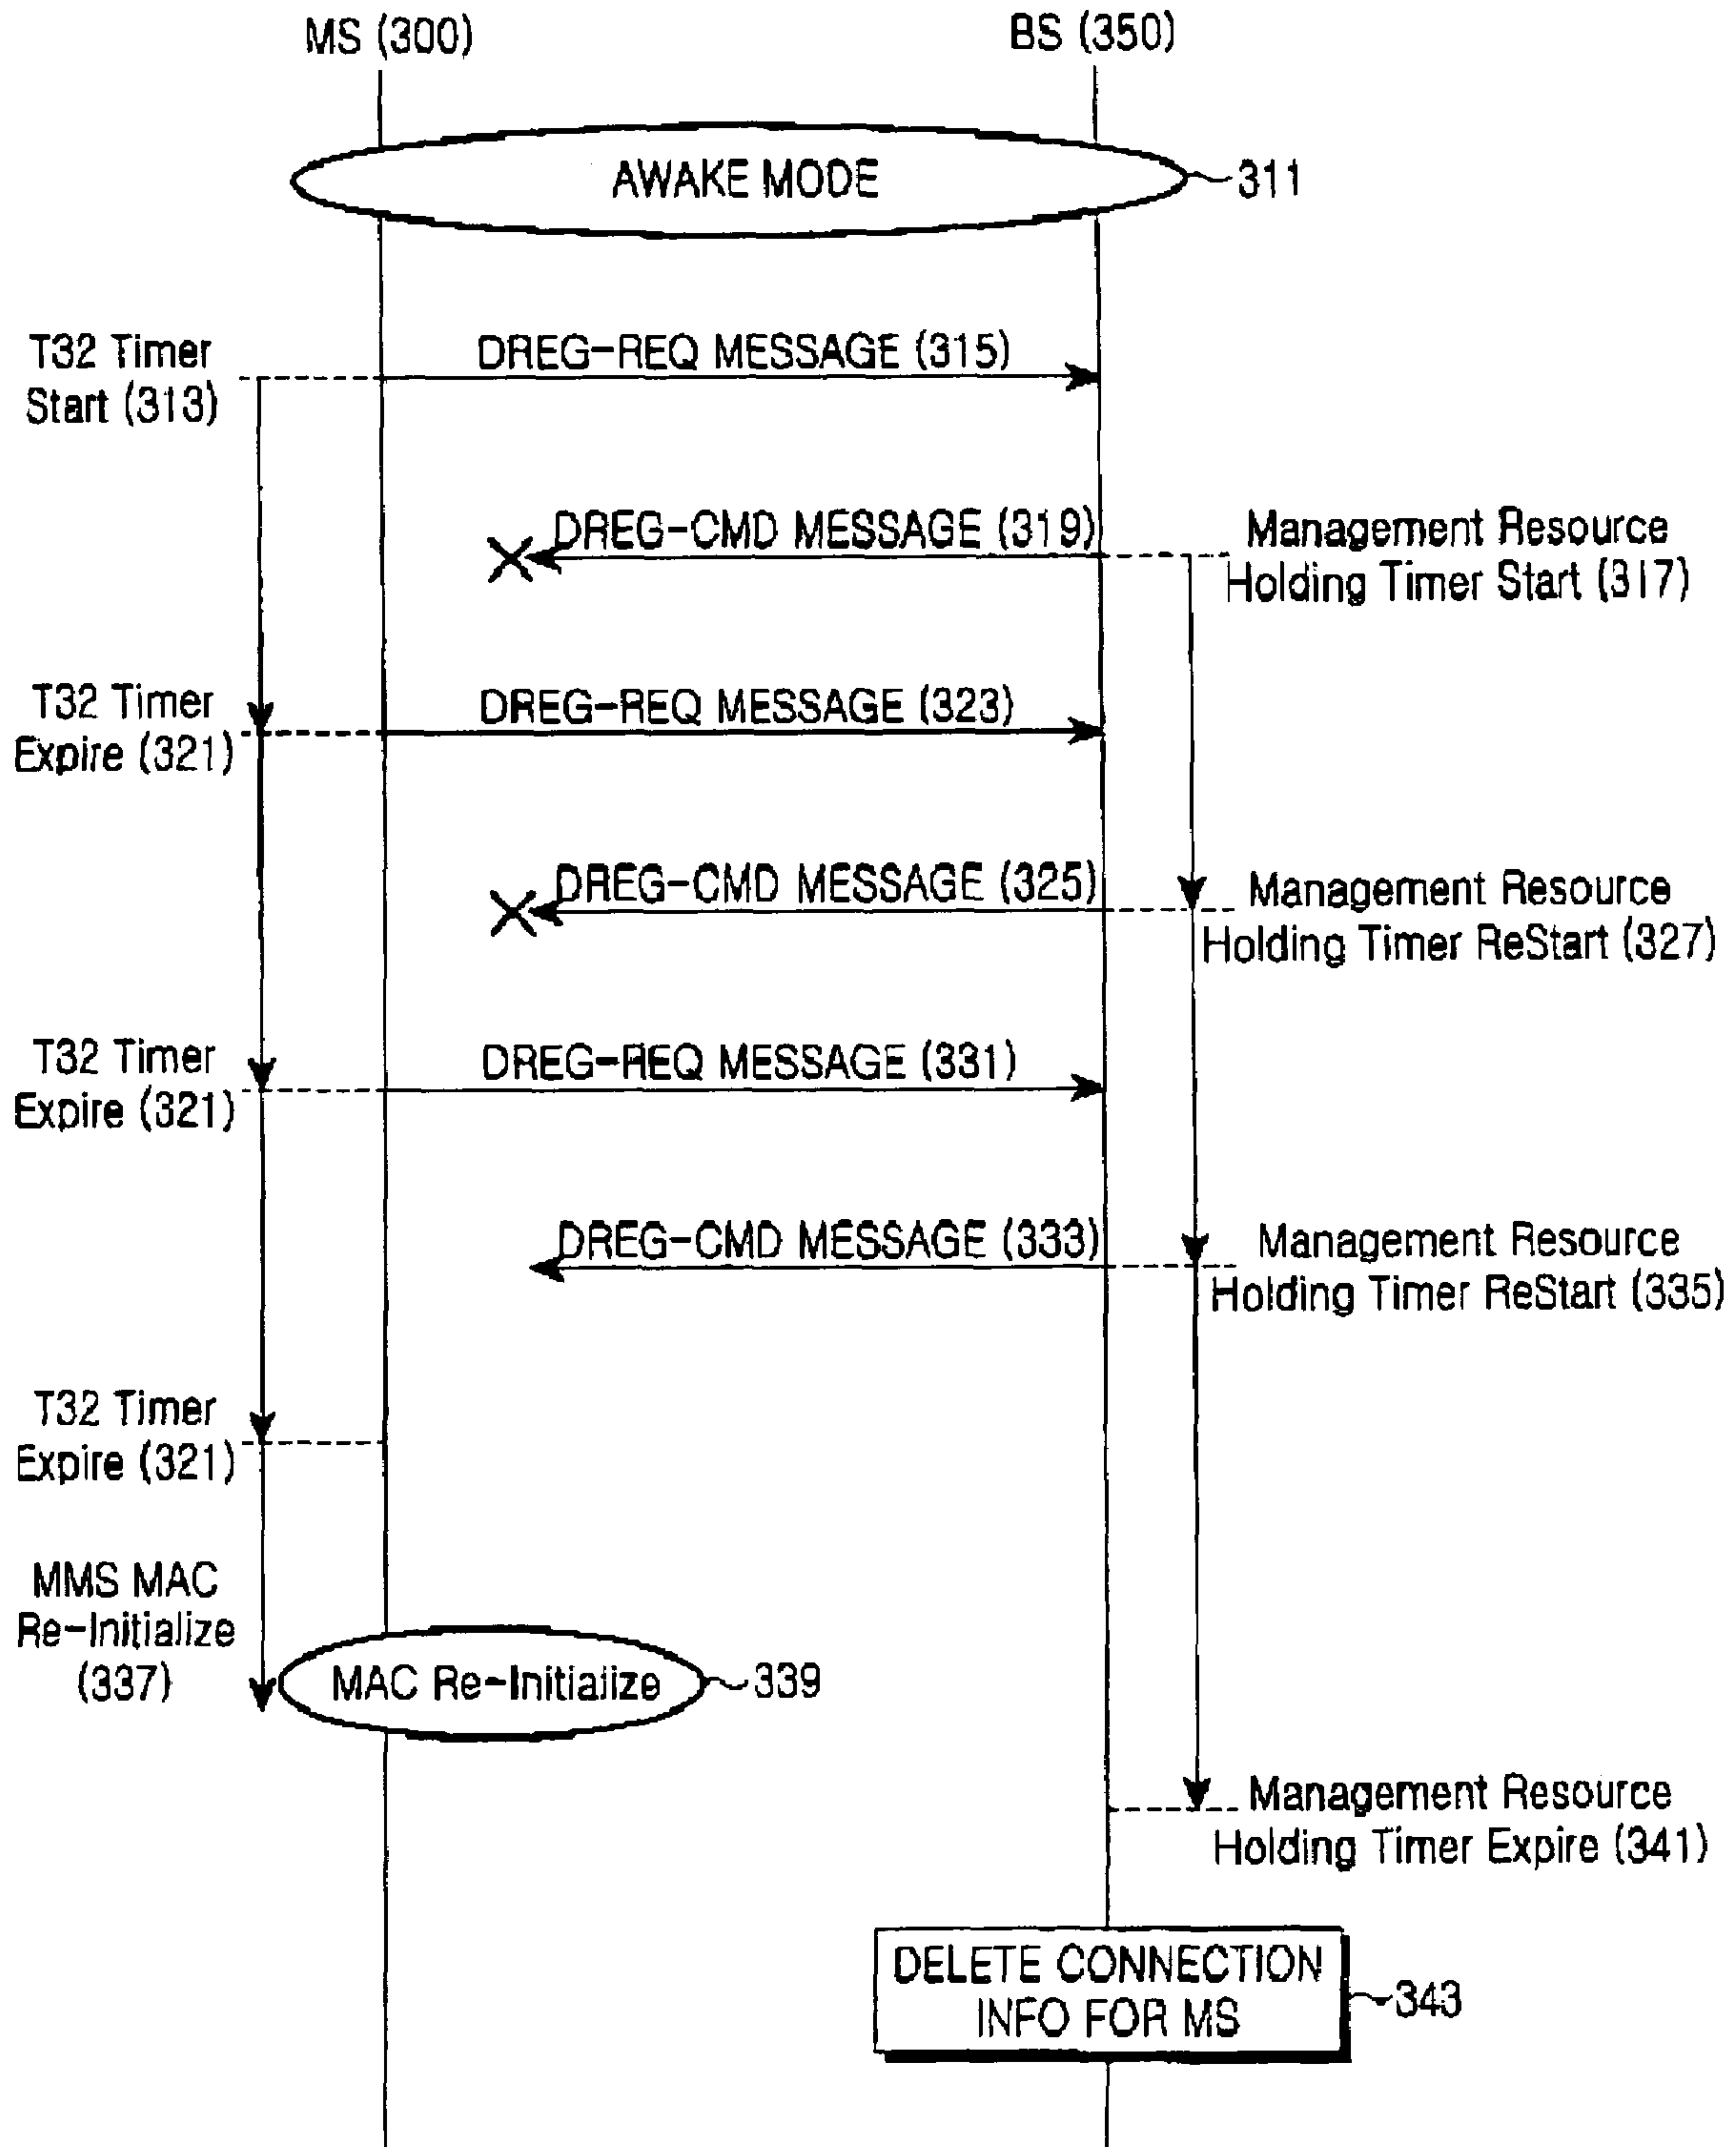 MS (300)
BS (350)
AWAKE MODE
311
T32 Timer
Start (313)
DREG-REQ MESSAGE (315)
DREG-CMD MESSAGE (319)
Management Resource
Holding Timer Start (317)
T32 Timer
Expire (321)
DREG-REQ MESSAGE (323)
DREG-CMD MESSAGE (325)
Management Resource
Holding Timer ReStart (327)
T32 Timer
Expire (321)
DREG-REQ MESSAGE (331)
DREG-CMD MESSAGE (333)
Management Resource
Holding Timer ReStart (335)
T32 Timer
Expire (321)
MMS MAC
Re-Initialize
(337)
MAC Re-Initialize
339
Management Resource
Holding Timer Expire (341)
DELETE CONNECTION
INFO FOR MS
343